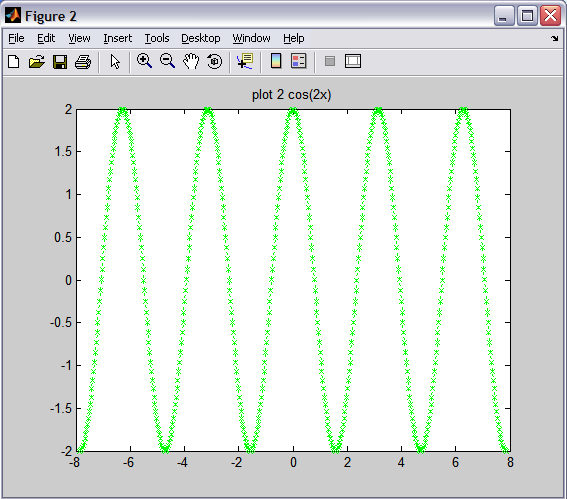 Figure 2
File Edit View Insert Tools Desktop Window Help
plot 2 cos(2x)
2
1.5
1
0.5
0
-0.5
-1
-1.5
-2
-8 -6 -4 -2 0 2 4 6 8